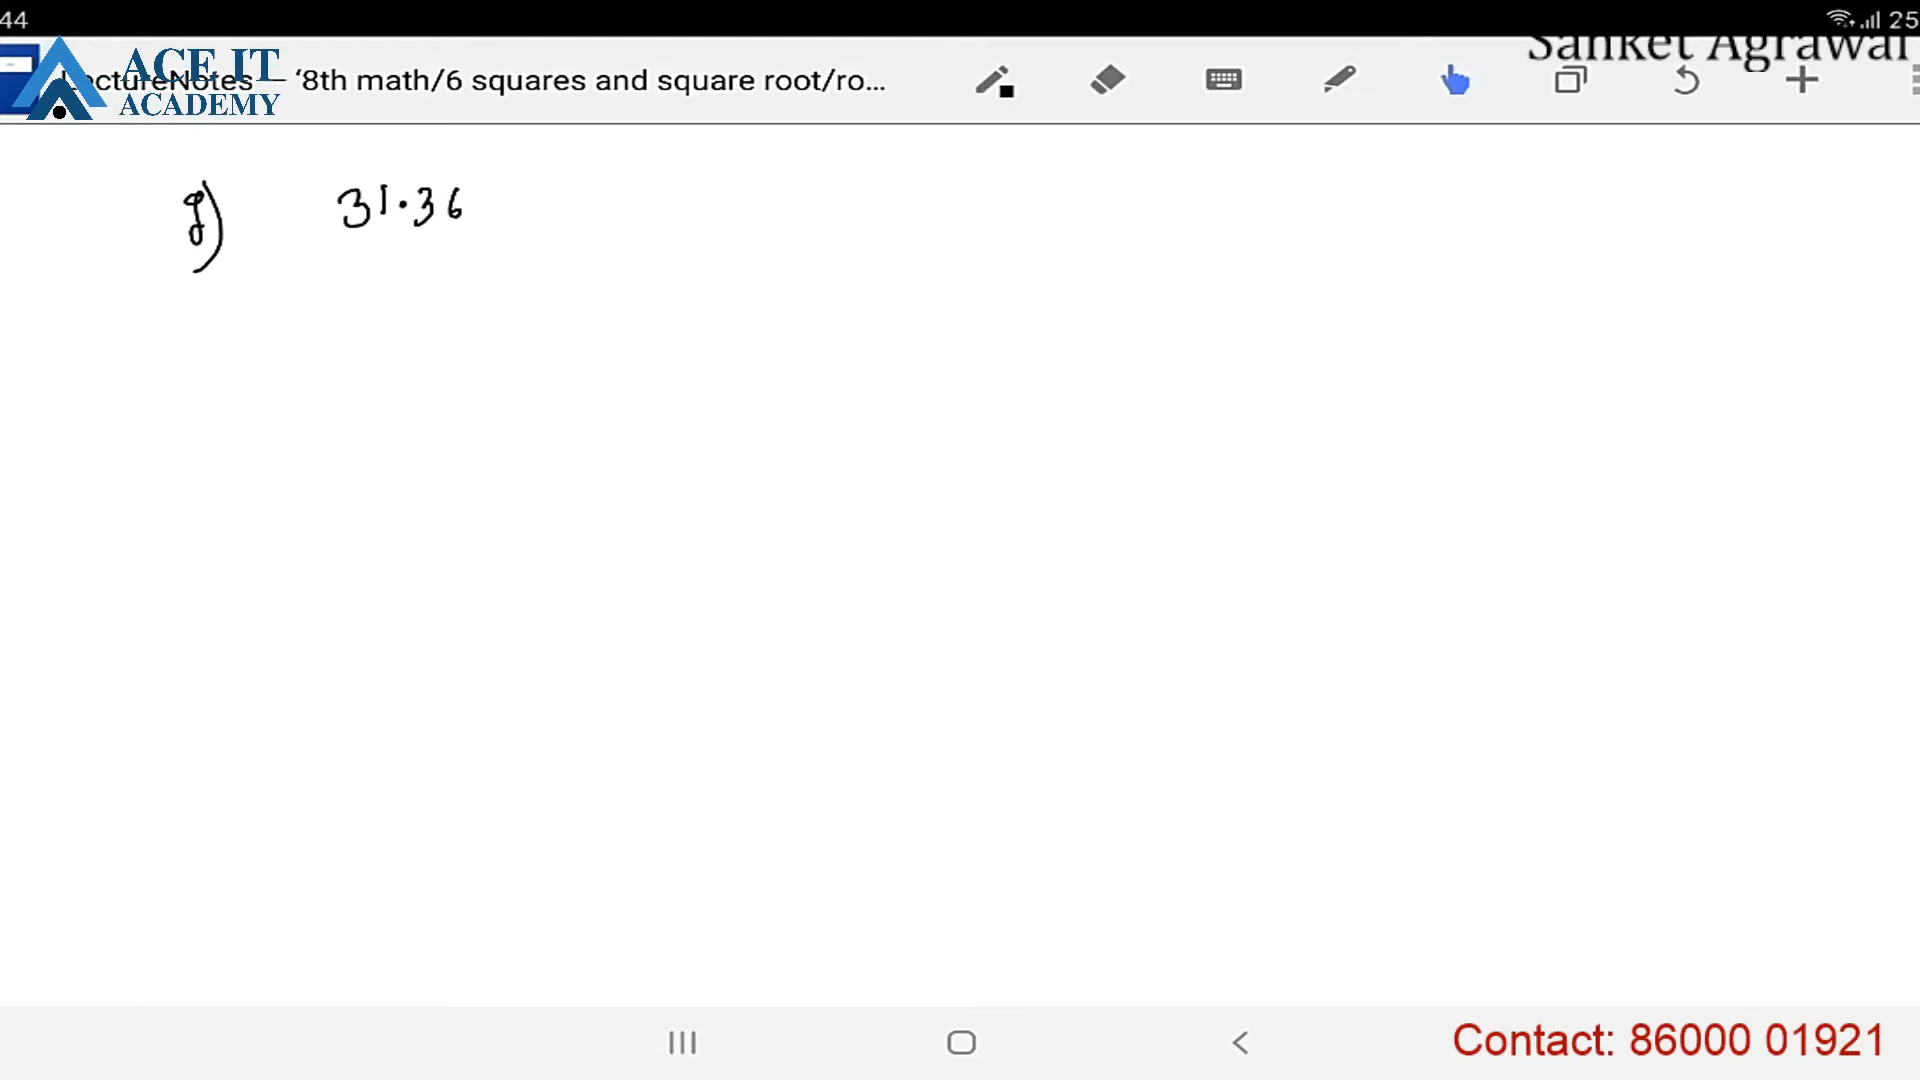 44
25
Sanket Agrawal
ACE IT
ACADEMY
LectureNotes – ‘8th math/6 squares and square root/ro...
g) 31.36
Contact: 86000 01921